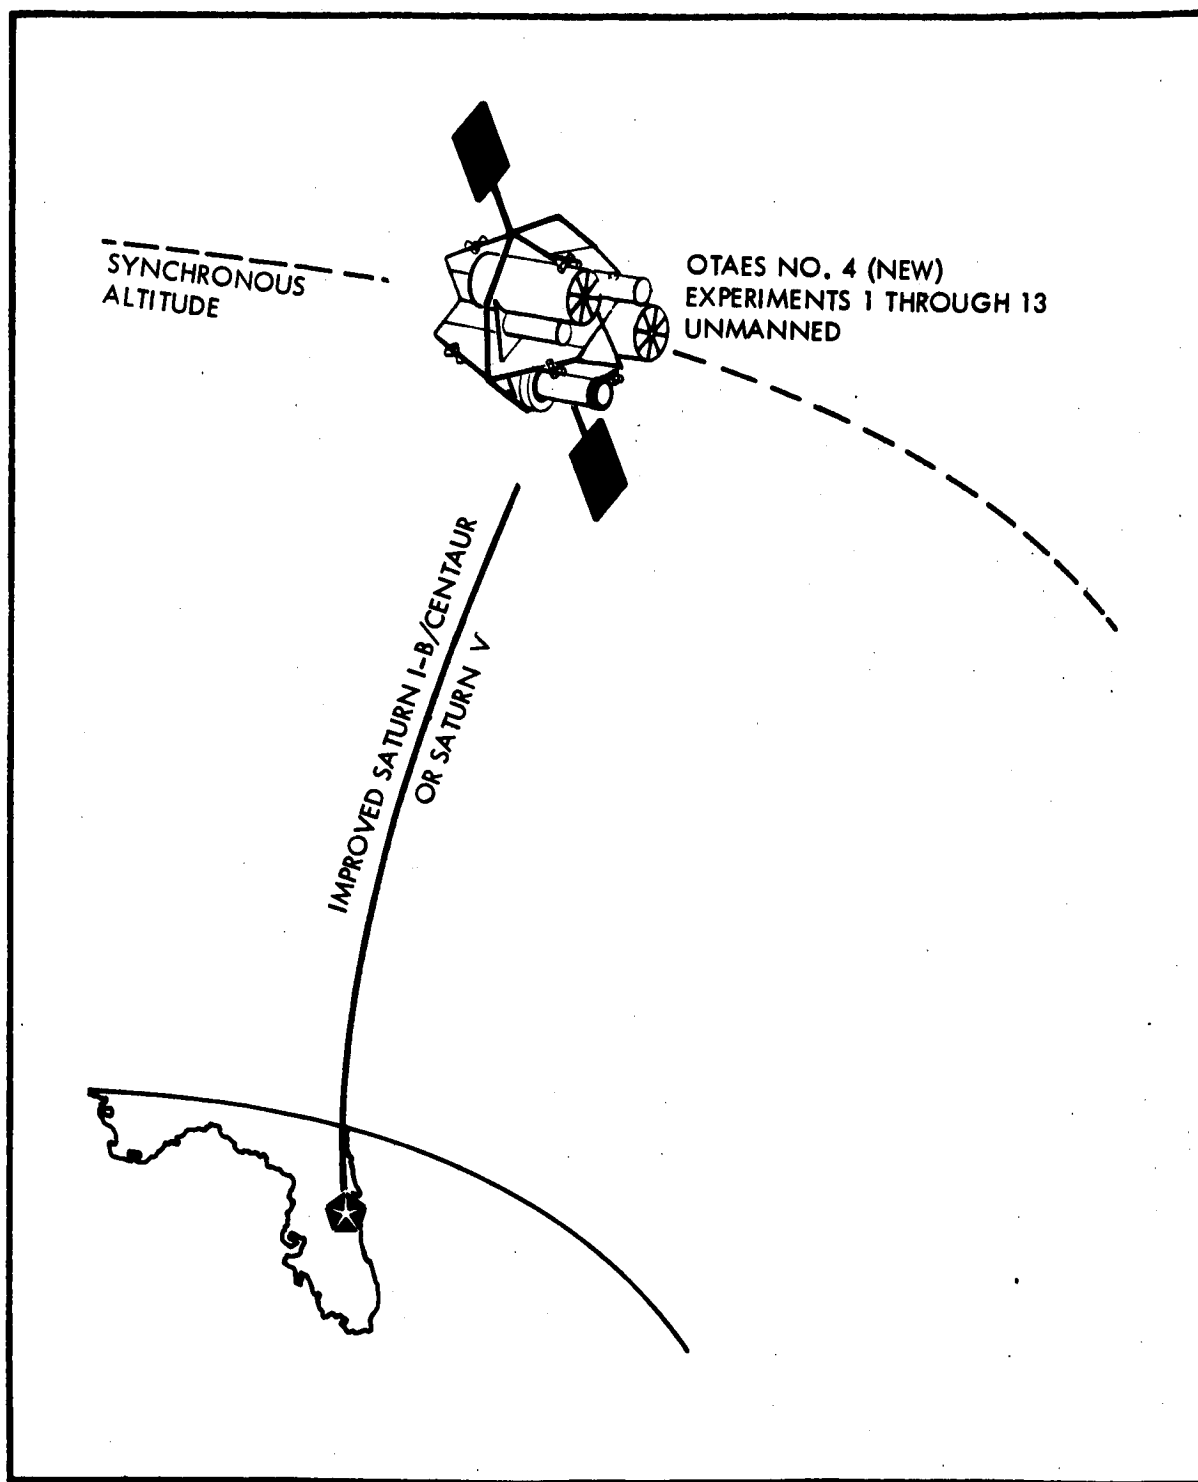 SYNCHRONOUS
ALTITUDE
OTAES NO. 4 (NEW)
EXPERIMENTS 1 THROUGH 13
UNMANNED
IMPROVED SATURN I-B/CENTAUR
OR SATURN V